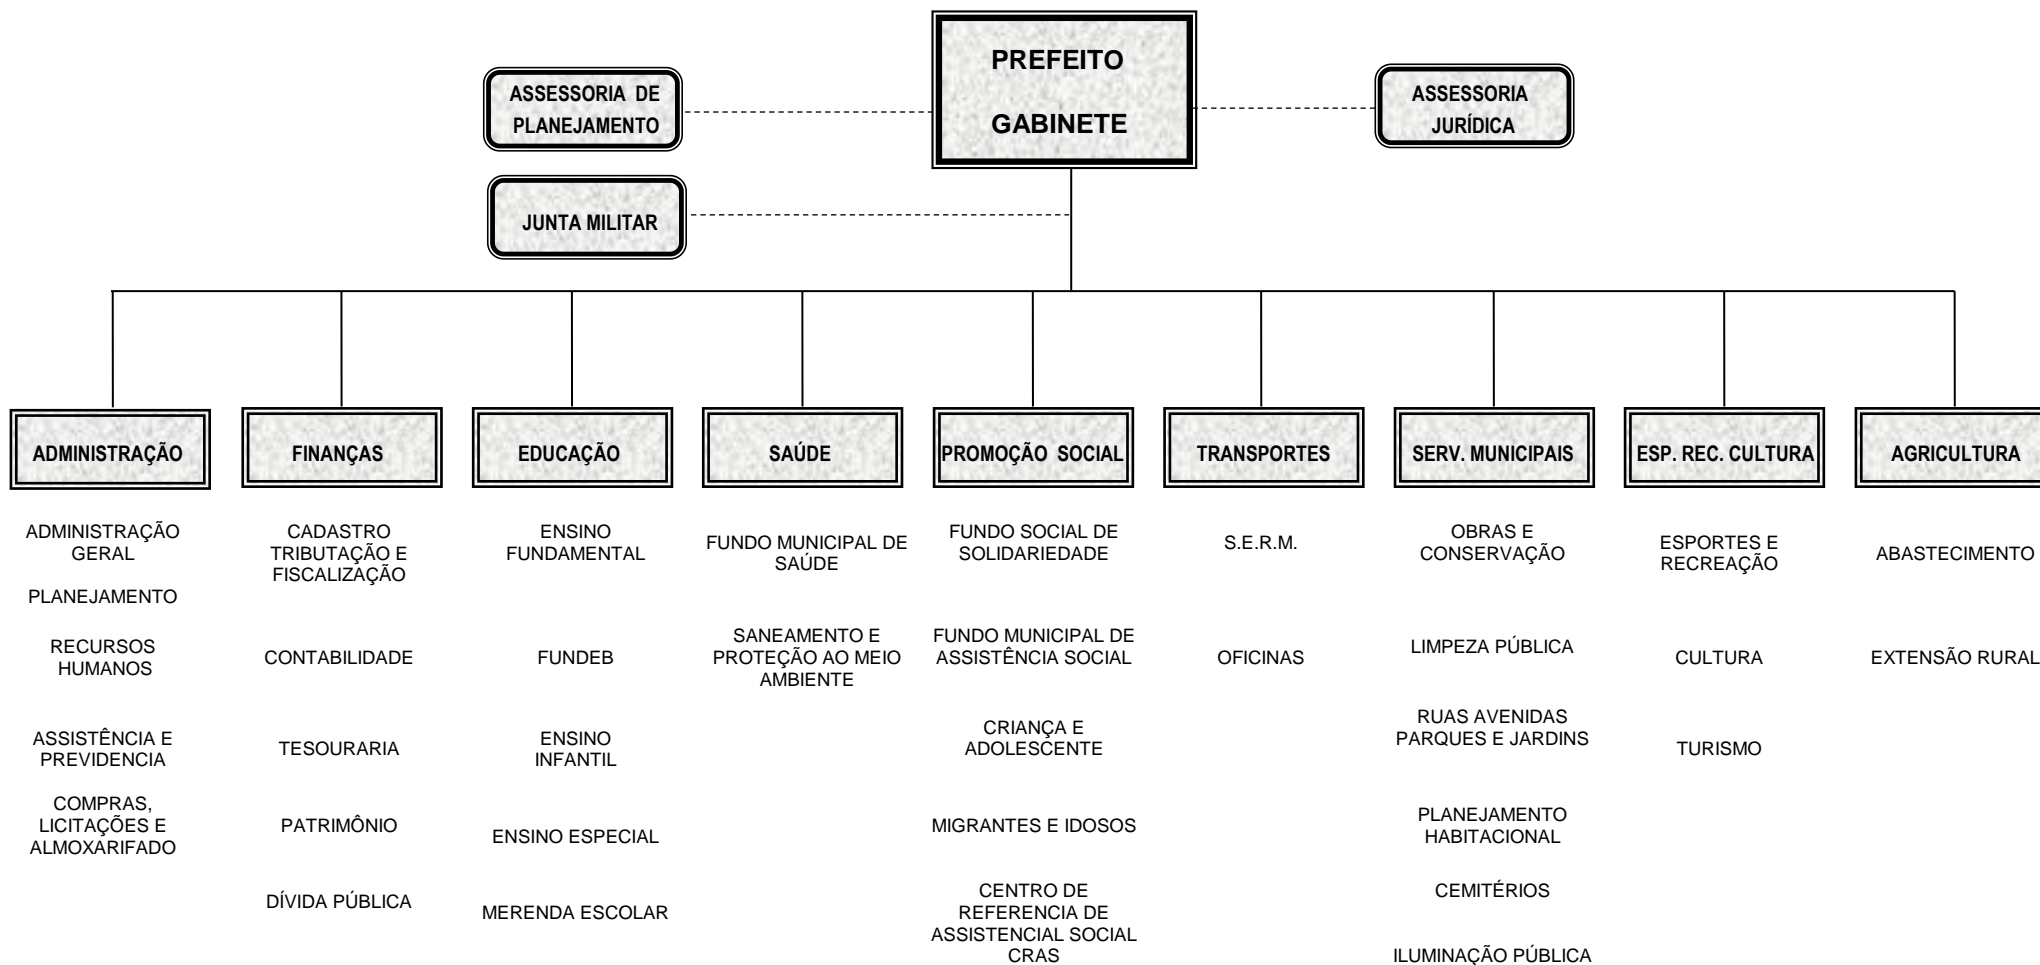 PREFEITO
GABINETE
ASSESSORIA DE
PLANEJAMENTO
ASSESSORIA
JURÍDICA
JUNTA MILITAR
ADMINISTRAÇÃO
FINANÇAS
EDUCAÇÃO
SAÚDE
PROMOÇÃO SOCIAL
TRANSPORTES
SERV. MUNICIPAIS
ESP. REC. CULTURA
AGRICULTURA
ADMINISTRAÇÃO
GERAL
PLANEJAMENTO
RECURSOS
HUMANOS
ASSISTÊNCIA E
PREVIDENCIA
COMPRAS,
LICITAÇÕES E
ALMOXARIFADO
CADASTRO
TRIBUTAÇÃO E
FISCALIZAÇÃO
CONTABILIDADE
TESOURARIA
PATRIMÔNIO
DÍVIDA PÚBLICA
ENSINO
FUNDAMENTAL
FUNDEB
ENSINO
INFANTIL
ENSINO ESPECIAL
MERENDA ESCOLAR
FUNDO MUNICIPAL DE
SAÚDE
SANEAMENTO E
PROTEÇÃO AO MEIO
AMBIENTE
FUNDO SOCIAL DE
SOLIDARIEDADE
FUNDO MUNICIPAL DE
ASSISTÊNCIA SOCIAL
CRIANÇA E
ADOLESCENTE
MIGRANTES E IDOSOS
CENTRO DE
REFERENCIA DE
ASSISTENCIAL SOCIAL
CRAS
S.E.R.M.
OFICINAS
OBRAS E
CONSERVAÇÃO
LIMPEZA PÚBLICA
RUAS AVENIDAS
PARQUES E JARDINS
PLANEJAMENTO
HABITACIONAL
CEMITÉRIOS
ILUMINAÇÃO PÚBLICA
ESPORTES E
RECREAÇÃO
CULTURA
TURISMO
ABASTECIMENTO
EXTENSÃO RURAL